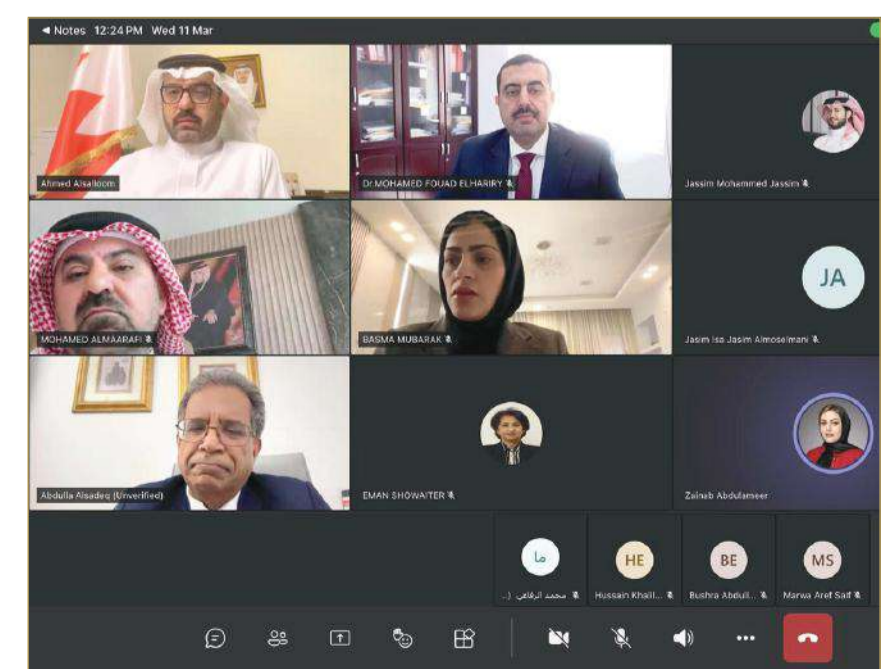 ◄ Notes 12:24 PM Wed 11 Mar
Ahmed Alsalloom
Dr.MOHAMED FOUAD ELHARIRY
Jassim Mohammed Jassim
MOHAMED ALMAARAFI
BASMA MUBARAK
JA
Jasim Isa Jasim Almoselmani
Abdulla Alsadeq (Unverified)
EMAN SHOWAITER
Zainab Abdulameer
ما
HE
BE
MS
محمد الرفاعي (..
Hussain Khalil...
Bushra Abdull...
Marwa Aref Saif